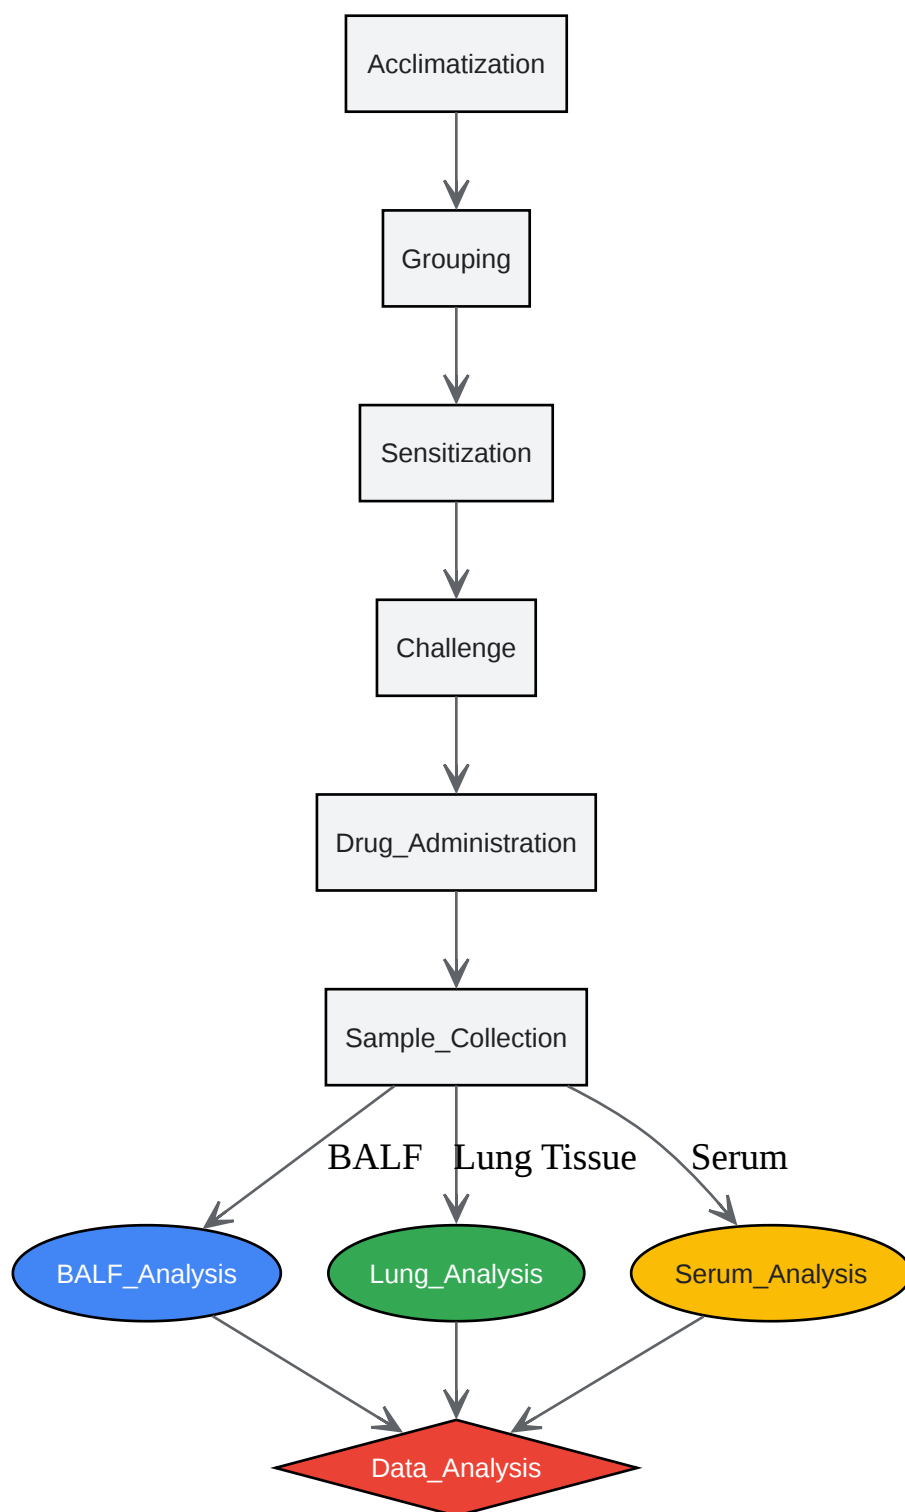 Acclimatization
Grouping
Sensitization
Challenge
Drug_Administration
Sample_Collection
BALF
Lung Tissue
Serum
BALF_Analysis
Lung_Analysis
Serum_Analysis
Data_Analysis